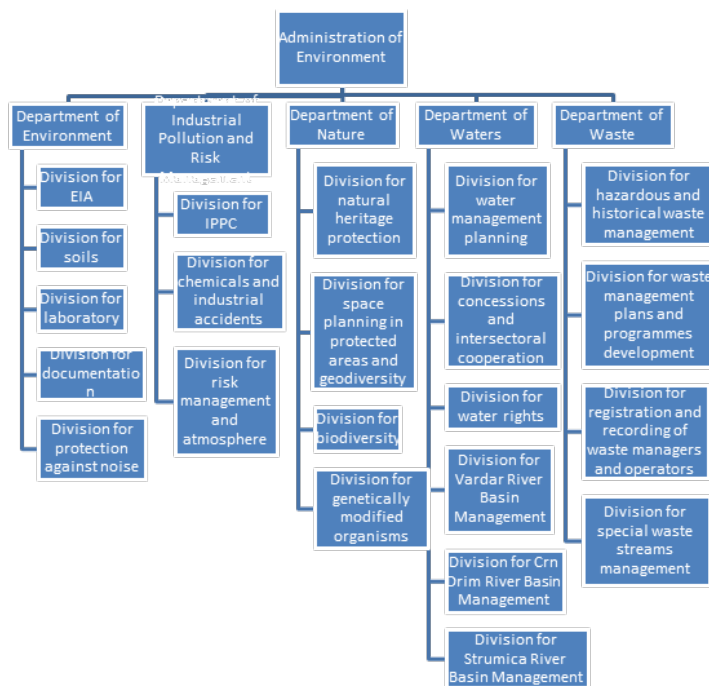 Administration of
Environment
Department of
Environment
Department of
Industrial
Pollution and
Risk
Management
Department of
Nature
Department of
Waters
Department of
Waste
Division for
EIA
Division for
soils
Division for
laboratory
Division for
documentatio
n
Division for
protection
against noise
Division for
IPPC
Division for
chemicals and
industrial
accidents
Division for
risk
management
and
atmosphere
Division for
natural
heritage
protection
Division for
space
planning in
protected
areas and
geodiversity
Division for
biodiversity
Division for
genetically
modified
organisms
Division for
water
management
planning
Division for
concessions
and
intersectoral
cooperation
Division for
water rights
Division for
Vardar River
Basin
Management
Division for Crn
Drim River Basin
Management
Division for
Strumica River
Basin Management
Division for
hazardous and
historical waste
management
Division for waste
management
plans and
programmes
development
Division for
registration and
recording of
waste managers
and operators
Division for
special waste
streams
management